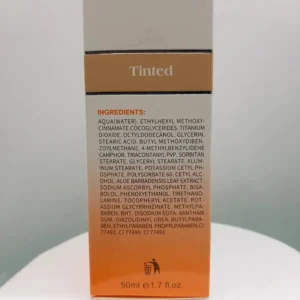 Tinted
INGREDIENTS:
AQUA(WATER). ETHYLHEXYL METHOXY-
CINNAMATE, COCOGLYCERIDES, TITANIUM
DIOXIDE, OCTYLDODECANOL, GLYCERIN,
STEARIC ACID. BUTYL METHOXYDIBEN-
ZOYLMETHANE, 4-METHYLBENZYLIDENE
CAMPHOR, TRIACONTANYL PVP, SORBITAN
STEARATE, GLYCERYL STEARATE, ALUM-
INUM STEARATE, POTASSIUM CETYL PH-
OSPHATE, POLYSORBATE 60, CETYL ALC-
OHOL, ALOE BARBADENSIS LEAF EXTRACT,
SODIUM ASCORBYL PHOSPHATE, BISA-
BOLOL, PHENOXYETHANOL, TRIETHANO-
LAMINE, TOCOPHERYL ACETATE, POT-
ASSIUM GLYCYRRHIZINATE, METHYLPA-
RABEN, BHT, DISODIUM EDTA, XANTHAN
GUM, DIAZOLIDINYL UREA, BUTYLPARA-
BEN, ETHYLPARABEN, PROPYLPARABEN, CI
77491, CI 77499, CI 77492
50ml e 1.7 fl.oz.